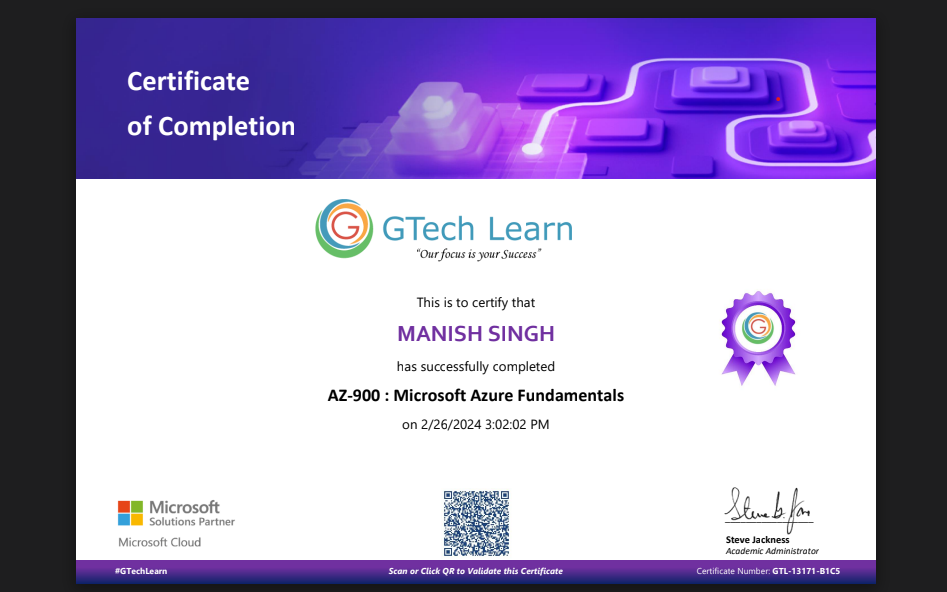 Certificate
of Completion
G GTech Learn
“Our focus is your Success”
This is to certify that
MANISH SINGH
G
has successfully completed
AZ-900 : Microsoft Azure Fundamentals
on 2/26/2024 3:02:02 PM
Microsoft
Solutions Partner
Microsoft Cloud
Steve Jackness
Academic Administrator
#GTechLearn
Scan or Click QR to Validate this Certificate
Certificate Number: GTL-13171-B1C5